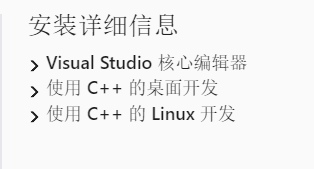 安装详细信息
Visual Studio 核心编辑器
使用 C++ 的桌面开发
使用 C++ 的 Linux 开发